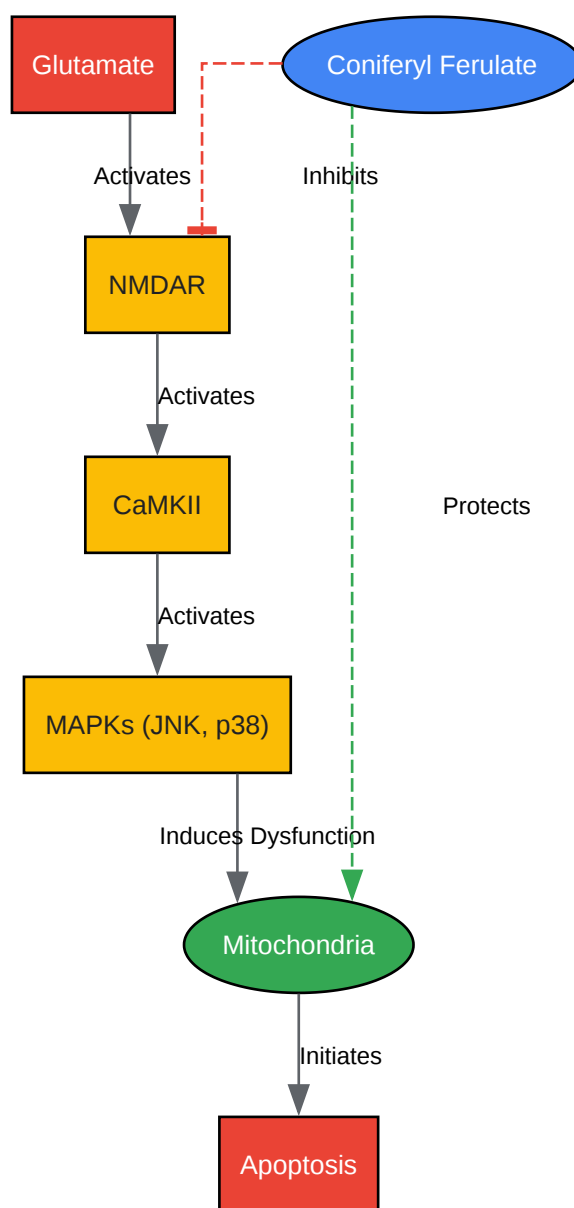 Glutamate
Coniferyl Ferulate
Activates
Inhibits
NMDAR
Activates
CaMKII
Protects
Activates
MAPKs (JNK, p38)
Induces Dysfunction
Mitochondria
Initiates
Apoptosis